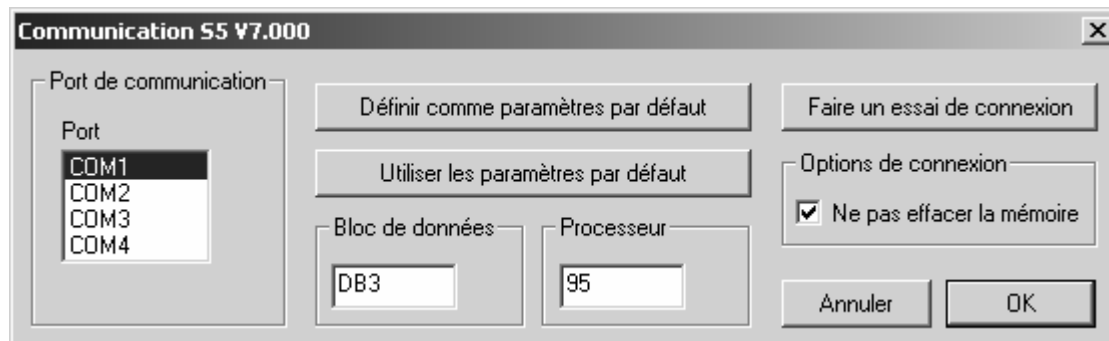 Communication S5 V7.000
Port de communication
Port
COM1
COM2
COM3
COM4
Définir comme paramètres par défaut
Utiliser les paramètres par défaut
Bloc de données
DB3
Processeur
95
Faire un essai de connexion
Options de connexion
Ne pas effacer la mémoire
Annuler
OK